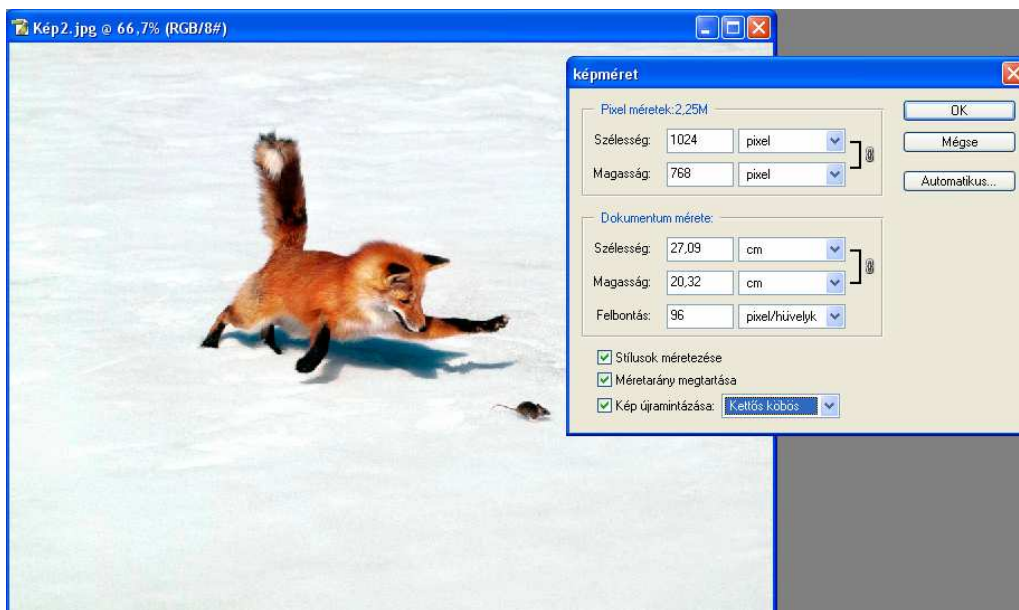 Kép2.jpg @ 66,7% (RGB/8#)
képméret
Pixel méretek:2,25M
Szélesség: 1024 pixel
Magasság: 768 pixel
Dokumentum mérete:
Szélesség: 27,09 cm
Magasság: 20,32 cm
Felbontás: 96 pixel/hüvelyk
Stílusok méretezése
Méretarány megtartása
Kép újramintázása: Kettős köbös
OK
Mégse
Automatikus...